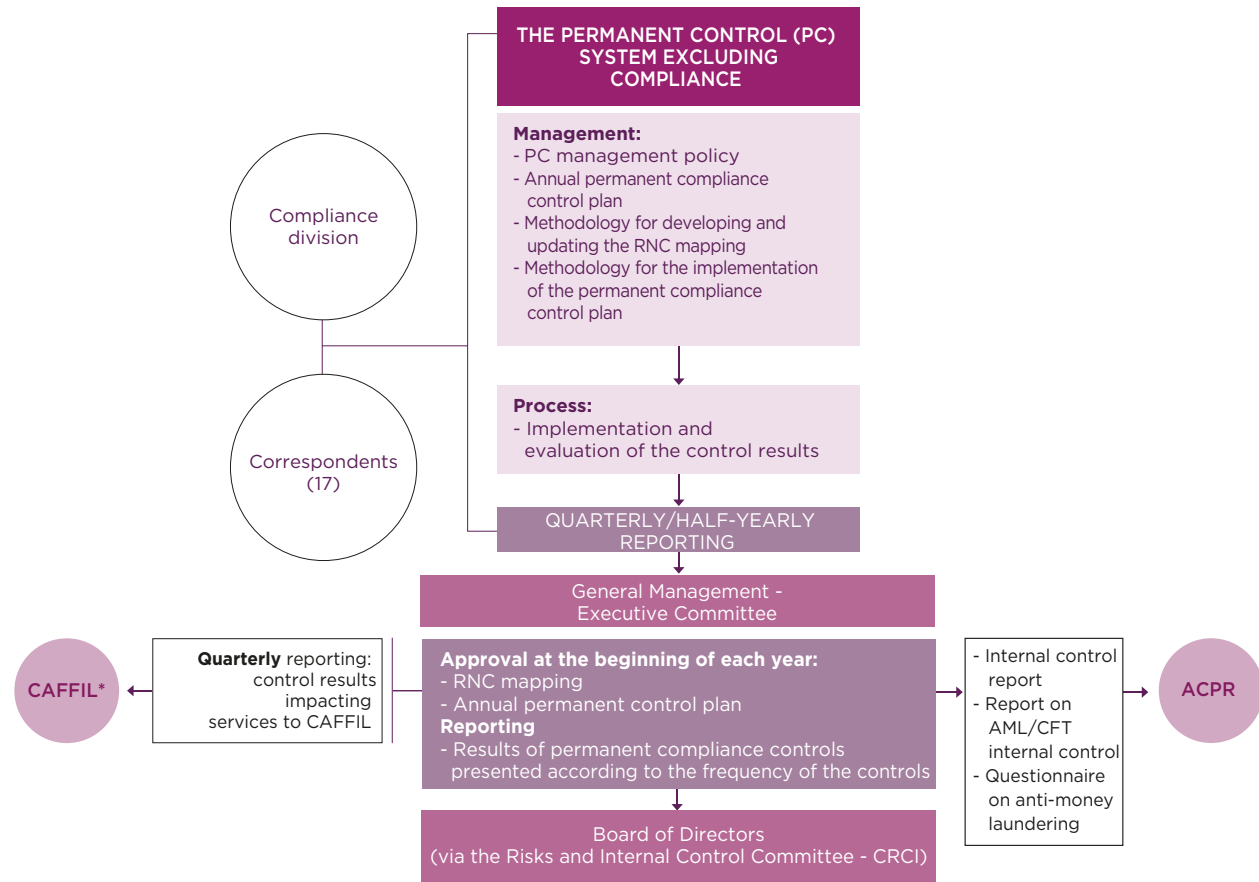 THE PERMANENT CONTROL (PC)
SYSTEM EXCLUDING
COMPLIANCE
Compliance
division
Correspondents
(17)
Management:
- PC management policy
- Annual permanent compliance
control plan
- Methodology for developing and
updating the RNC mapping
- Methodology for the implementation
of the permanent compliance
control plan
Process:
- Implementation and
evaluation of the control results
QUARTERLY/HALF-YEARLY
REPORTING
General Management -
Executive Committee
CAFFIL*
Quarterly reporting:
control results
impacting
services to CAFFIL
Approval at the beginning of each year:
- RNC mapping
- Annual permanent control plan
Reporting
- Results of permanent compliance controls
presented according to the frequency of the controls
- Internal control
report
- Report on
AML/CFT
internal control
- Questionnaire
on anti-money
laundering
ACPR
Board of Directors
(via the Risks and Internal Control Committee - CRCI)